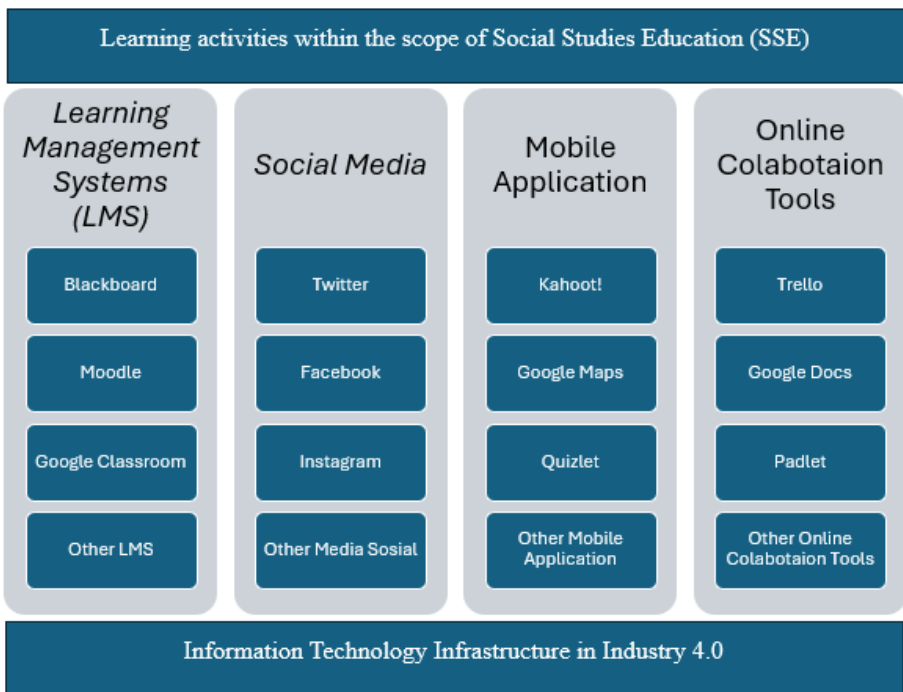 Learning activities within the scope of Social Studies Education (SSE)
Learning
Management
Systems
(LMS)
Blackboard
Moodle
Google Classroom
Other LMS
Social Media
Twitter
Facebook
Instagram
Other Media Sosial
Mobile
Application
Kahoot!
Google Maps
Quizlet
Other Mobile
Application
Online
Colabotaion
Tools
Trello
Google Docs
Padlet
Other Online
Colabotaion Tools
Information Technology Infrastructure in Industry 4.0